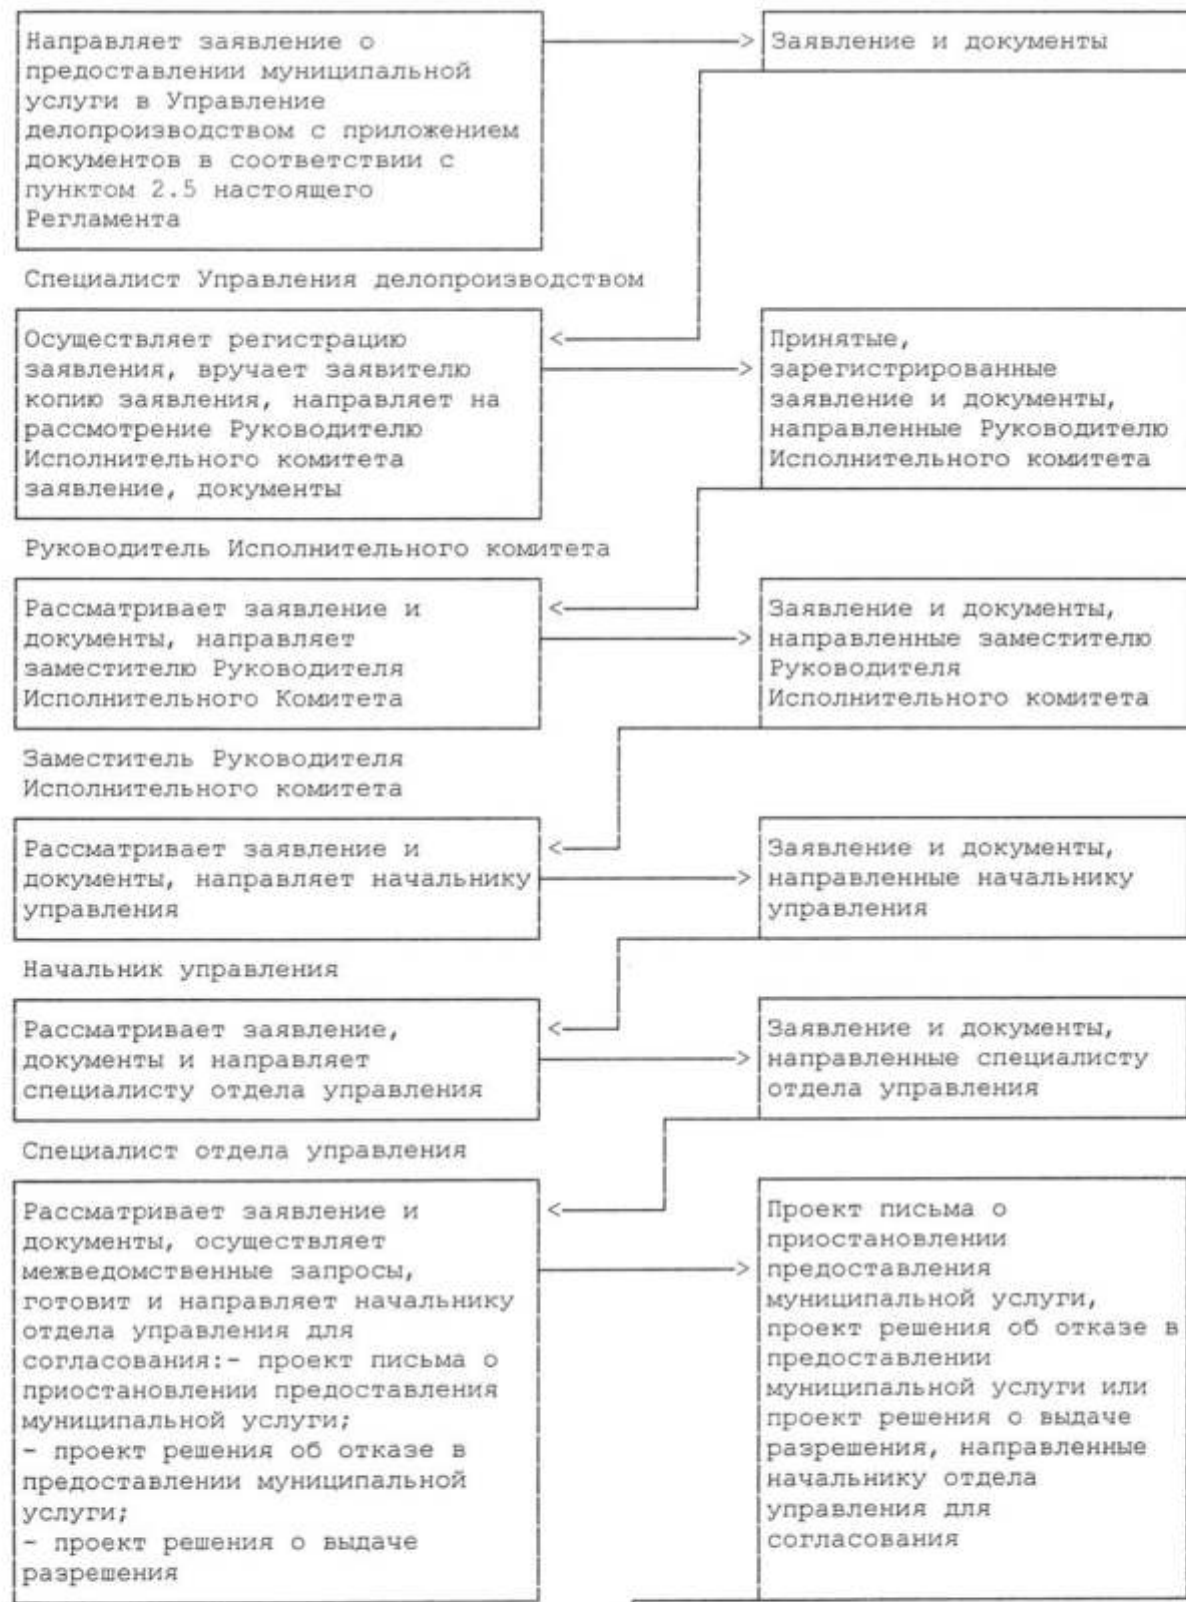 Направляет заявление о
предоставлении муниципальной
услуги в Управление
делопроизводством с приложением
документов в соответствии с
пунктом 2.5 настоящего
Регламента
Заявление и документы
Специалист Управления делопроизводством
Осуществляет регистрацию
заявления, вручает заявителю
копию заявления, направляет на
рассмотрение Руководителю
Исполнительного комитета
заявление, документы
Принятые,
зарегистрированные
заявление и документы,
направленные Руководителю
Исполнительного комитета
Руководитель Исполнительного комитета
Рассматривает заявление и
документы, направляет
заместителю Руководителя
Исполнительного Комитета
Заявление и документы,
направленные заместителю
Руководителя
Исполнительного комитета
Заместитель Руководителя
Исполнительного комитета
Рассматривает заявление и
документы, направляет начальнику
управления
Заявление и документы,
направленные начальнику
управления
Начальник управления
Рассматривает заявление,
документы и направляет
специалисту отдела управления
Заявление и документы,
направленные специалисту
отдела управления
Специалист отдела управления
Рассматривает заявление и
документы, осуществляет
межведомственные запросы,
готовит и направляет начальнику
отдела управления для
согласования:- проект письма о
приостановлении предоставления
муниципальной услуги;
- проект решения об отказе в
предоставлении муниципальной
услуги;
- проект решения о выдаче
разрешения
Проект письма о
приостановлении
предоставления
муниципальной услуги,
проект решения об отказе в
предоставлении
муниципальной услуги или
проект решения о выдаче
разрешения, направленные
начальнику отдела
управления для
согласования